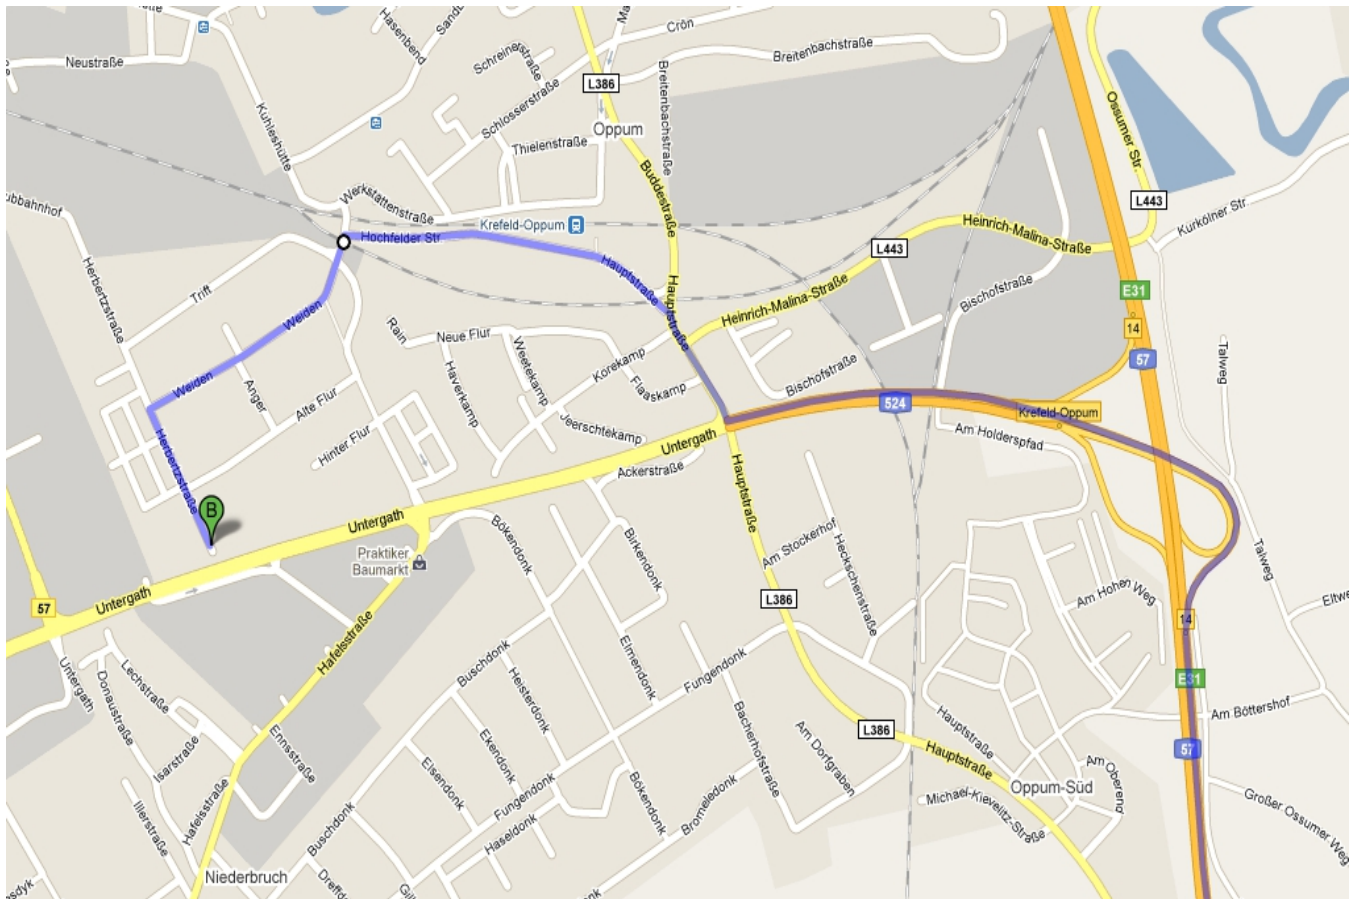 Hütte
Hasenbend
Crön
Neustraße
Schreinerstraße
Breitenbachstraße
L386
Breitenbachstraße
Ossumer Str.
Kuhleshütte
Schlosserstraße
Oppum
Thielenstraße
Buddestraße
Werkstättenstraße
L443
Kurkölner Str.
Krefeld-Oppum
Heinrich-Malina-Straße
Hochfelder Str
L443
Hauptstraße
Hauptstraße
Herbertzstraße
Trift
Heinrich-Malina-Straße
Bischofstraße
E31
14
57
Weiden
Rain
Neue Flur
Weetekamp
Korekamp
Flaaskamp
Bischofstraße
Talweg
Haverkamp
Weiden
Anger
Alte Flur
524
Krefeld-Oppum
Jeerschtekamp
Untergath
Am Holderspfad
Hinter Flur
Herbertzstraße
Ackerstraße
Hauptstraße
B
Untergath
Bökendonk
Birkendonk
Am Stockerhof
Heckschenstraße
Talweg
Praktiker
Baumarkt
57
Untergath
Am Hohen Weg
L386
14
Hafelsstraße
Elmendonk
Untergath
Lechstraße
Donaustraße
Buschdonk
Heisterdonk
Fungendonk
E31
Isarstraße
Ennsstraße
Bacherhofstraße
Am Dorfgraben
L386
Hauptstraße
Hauptstraße
Am Böttershof
57
Ekendonk
Elsendonk
Fungendonk
Bökendonk
Oppum-Süd
Am Obereng
Illerstraße
Hafelsstraße
Buschdonk
Haseldonk
Bromeledonk
Michael-Kievelitz-Straße
Großer Ossumer Weg
Niederbruch